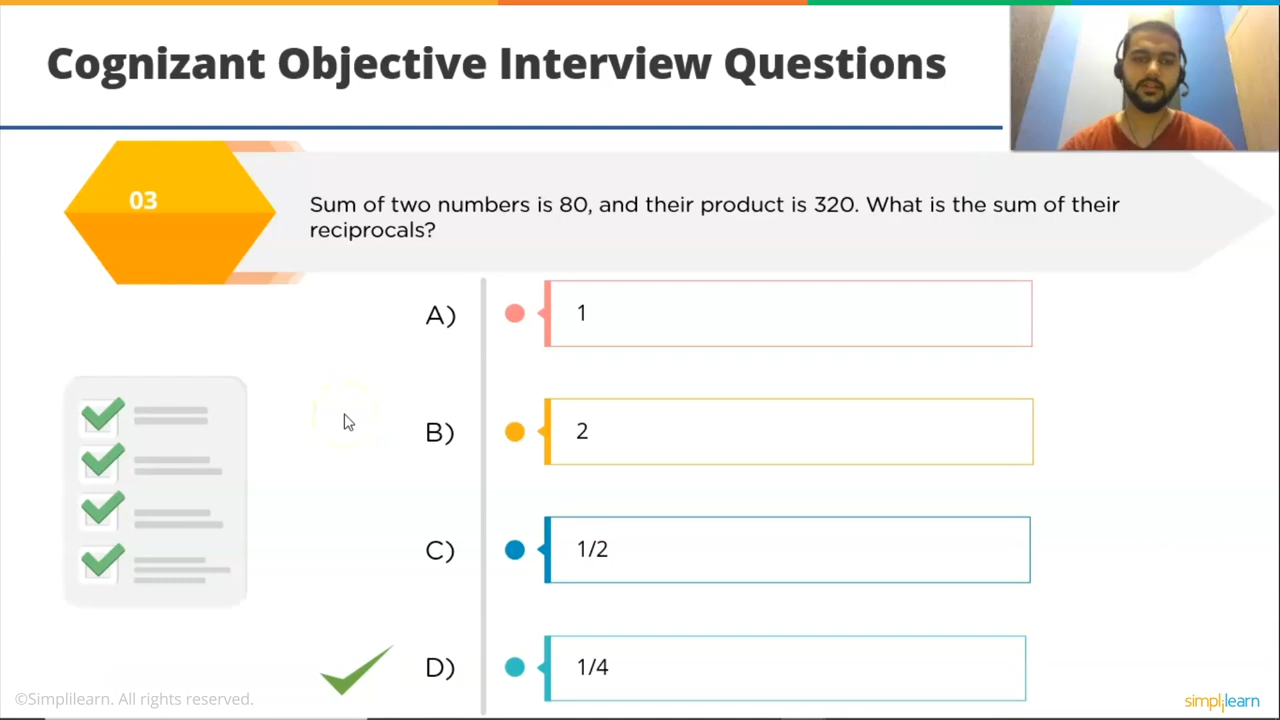 Cognizant Objective Interview Questions
03
Sum of two numbers is 80, and their product is 320. What is the sum of their
reciprocals?
A)
1
B)
2
C)
1/2
D)
1/4
©Simplilearn. All rights reserved.
simplilearn